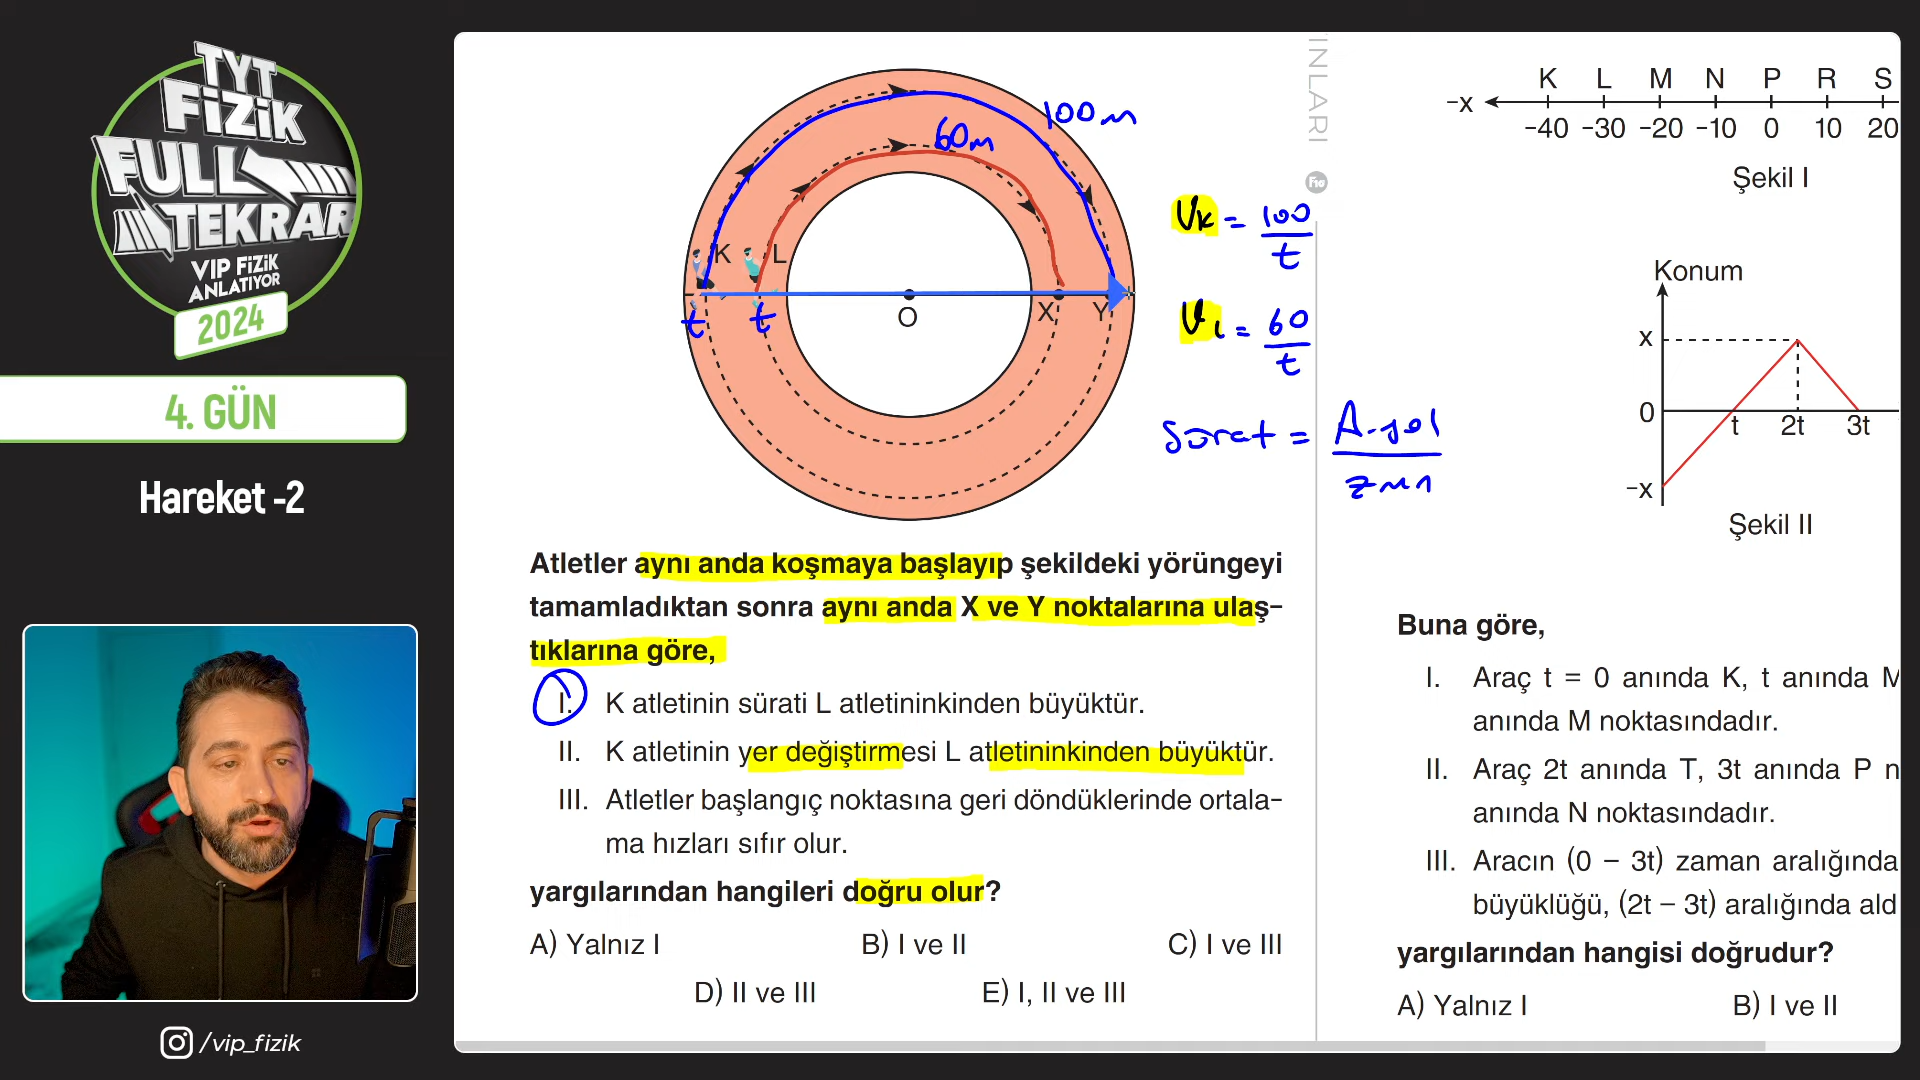 TYT
FiZiK
FULL
TEKRAR
VIP FiZiK
ANLATIYOR
2024
4. GÜN
Hareket -2
/vip_fizik
100m
60m
K
L
O
X
Y
t
t
VK = 100
t
VL = 60
t
Sürat = A.yol
zmn
INLARI
Atletler aynı anda koşmaya başlayıp şekildeki yörüngeyi
tamamladıktan sonra aynı anda X ve Y noktalarına ulaş-
tıklarına göre,
I. K atletinin sürati L atletininkinden büyüktür.
II. K atletinin yer değiştirmesi L atletininkinden büyüktür.
III. Atletler başlangıç noktasına geri döndüklerinde ortala-
ma hızları sıfır olur.
yargılarından hangileri doğru olur?
A) Yalnız I B) I ve II C) I ve III
D) II ve III E) I, II ve III
K L M N P R S
-x
-40 -30 -20 -10 0 10 20
Şekil I
Konum
x
0
-x
t 2t 3t
Şekil II
Buna göre,
I. Araç t = 0 anında K, t anında M
anında M noktasındadır.
II. Araç 2t anında T, 3t anında P n
anında N noktasındadır.
III. Aracın (0 – 3t) zaman aralığında
büyüklüğü, (2t – 3t) aralığında ald
yargılarından hangisi doğrudur?
A) Yalnız I B) I ve II